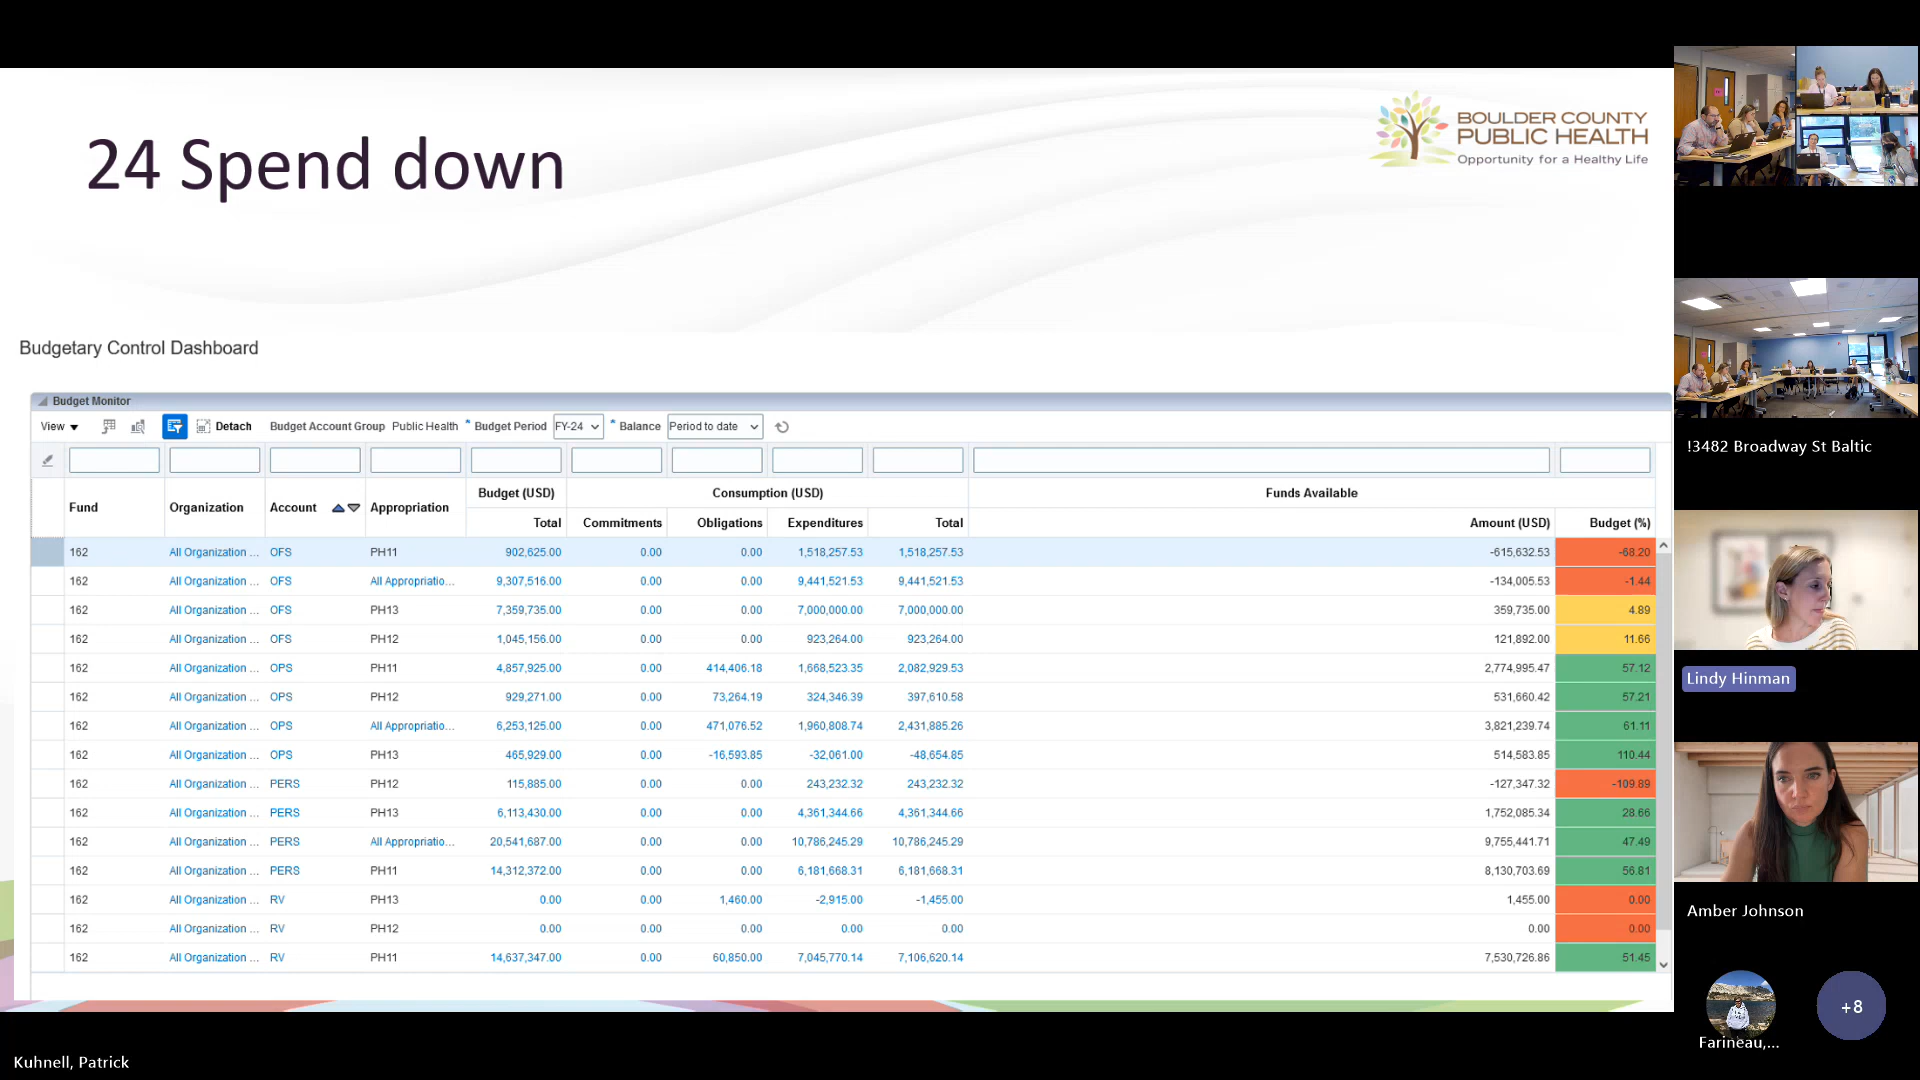 24 Spend down
BOULDER COUNTY
PUBLIC HEALTH
Opportunity for a Healthy Life
Budgetary Control Dashboard
Budget Monitor
View Detach Budget Account Group Public Health * Budget Period FY-24 * Balance Period to date
Budget (USD) Consumption (USD) Funds Available
Fund Organization Account Appropriation
Total Commitments Obligations Expenditures Total Amount (USD) Budget (%)
162 All Organization ... OFS PH11 902,625.00 0.00 0.00 1,518,257.53 1,518,257.53 -615,632.53 -68.20
162 All Organization ... OFS All Appropriatio... 9,307,516.00 0.00 0.00 9,441,521.53 9,441,521.53 -134,005.53 -1.44
162 All Organization ... OFS PH13 7,359,735.00 0.00 0.00 7,000,000.00 7,000,000.00 359,735.00 4.89
162 All Organization ... OFS PH12 1,045,156.00 0.00 0.00 923,264.00 923,264.00 121,892.00 11.66
162 All Organization ... OPS PH11 4,857,925.00 0.00 414,406.18 1,668,523.35 2,082,929.53 2,774,995.47 57.12
162 All Organization ... OPS PH12 929,271.00 0.00 73,264.19 324,346.39 397,610.58 531,660.42 57.21
162 All Organization ... OPS All Appropriatio... 6,253,125.00 0.00 471,076.52 1,960,808.74 2,431,885.26 3,821,239.74 61.11
162 All Organization ... OPS PH13 465,929.00 0.00 -16,593.85 -32,061.00 -48,654.85 514,583.85 110.44
162 All Organization ... PERS PH12 115,885.00 0.00 0.00 243,232.32 243,232.32 -127,347.32 -109.89
162 All Organization ... PERS PH13 6,113,430.00 0.00 0.00 4,361,344.66 4,361,344.66 1,752,085.34 28.66
162 All Organization ... PERS All Appropriatio... 20,541,687.00 0.00 0.00 10,786,245.29 10,786,245.29 9,755,441.71 47.49
162 All Organization ... PERS PH11 14,312,372.00 0.00 0.00 6,181,668.31 6,181,668.31 8,130,703.69 56.81
162 All Organization ... RV PH13 0.00 0.00 1,460.00 -2,915.00 -1,455.00 1,455.00 0.00
162 All Organization ... RV PH12 0.00 0.00 0.00 0.00 0.00 0.00 0.00
162 All Organization ... RV PH11 14,637,347.00 0.00 60,850.00 7,045,770.14 7,106,620.14 7,530,726.86 51.45
!3482 Broadway St Baltic
Lindy Hinman
Amber Johnson
Farineau,...
+8
Kuhnell, Patrick